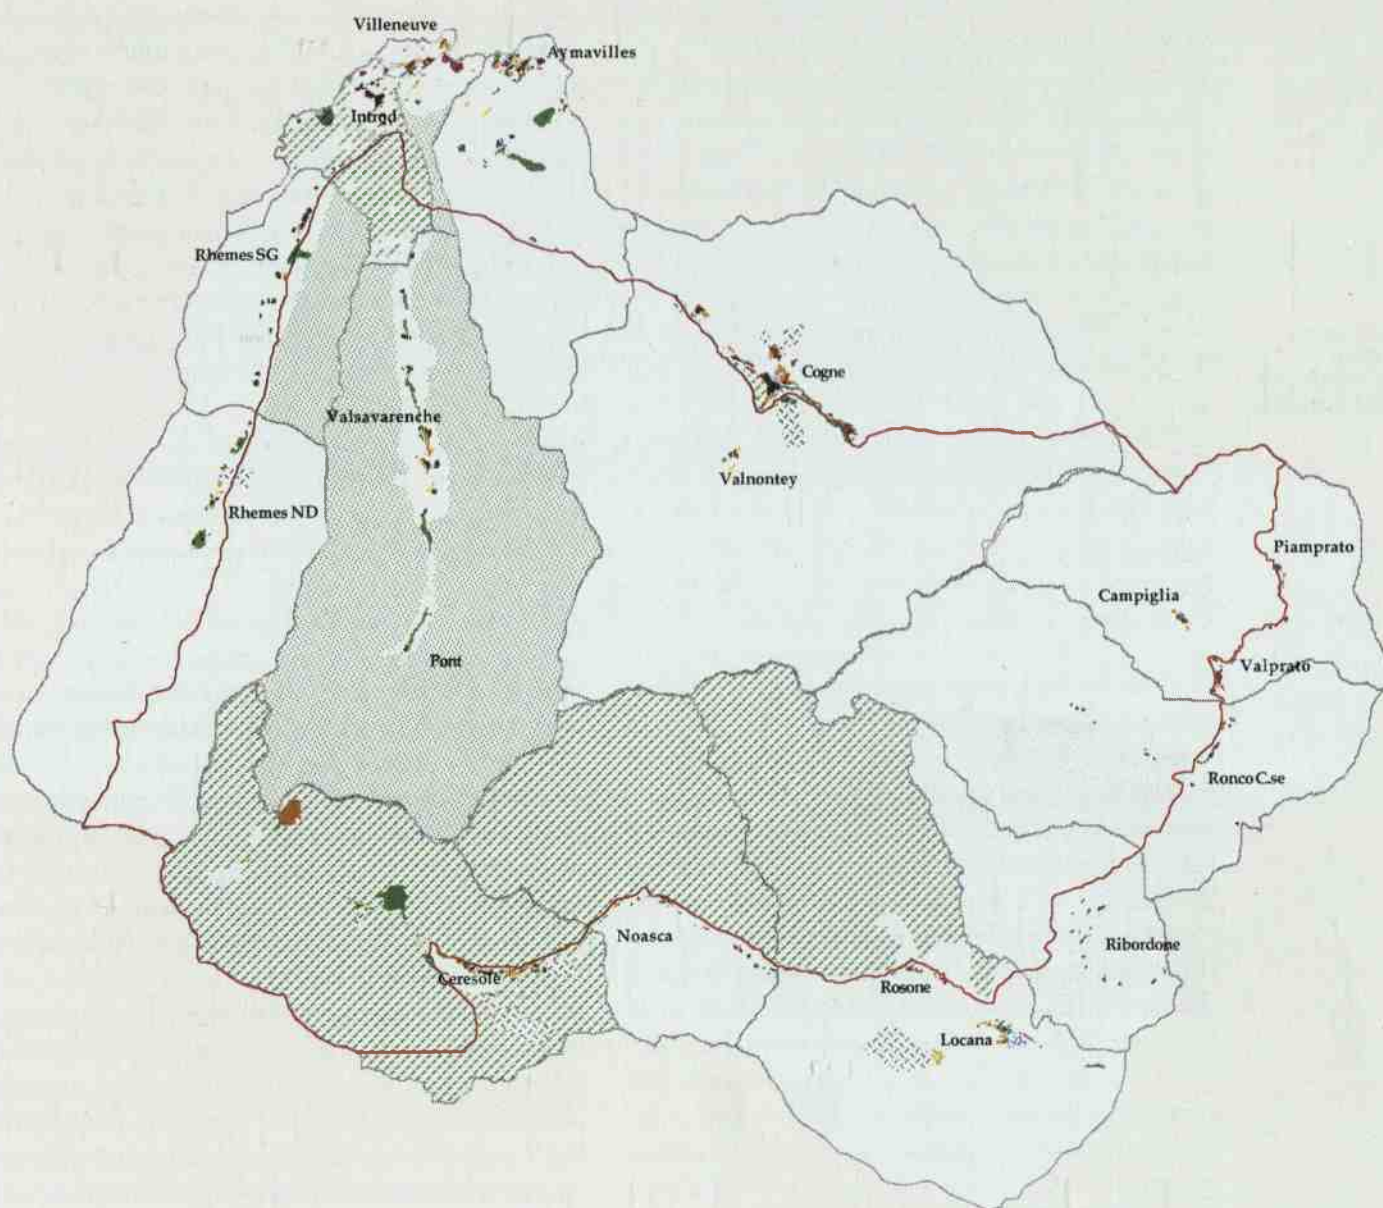 Villeneuve
Aymavilles
Introd
Rhemes SG
Cogne
Valsavarenche
Valnontey
Rhemes ND
Piamprato
Campiglia
Pont
Valprato
Ronco C.se
Noasca
Ribordone
Ceresole
Rosone
Locana